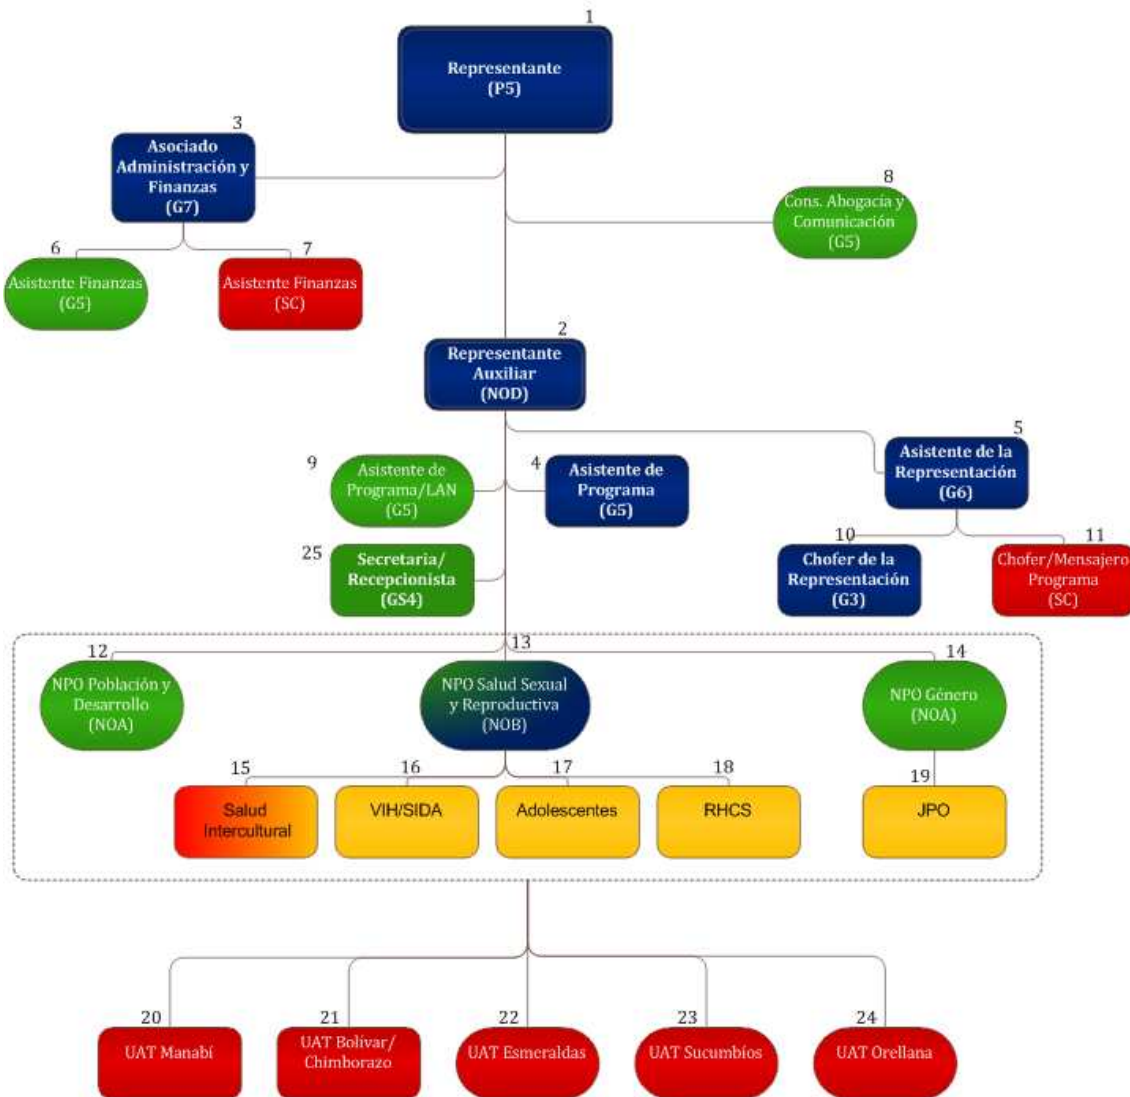 1
Representante
(P5)
3
Asociado
Administración y
Finanzas
(G7)
8
Cons. Abogacía y
Comunicación
(G5)
6
Asistente Finanzas
(G5)
7
Asistente Finanzas
(SC)
2
Representante
Auxiliar
(NOD)
9
Asistente de
Programa/LAN
(G5)
4
Asistente de
Programa
(G5)
5
Asistente de la
Representación
(G6)
25
Secretaria/
Recepcionista
(GS4)
10
Chofer de la
Representación
(G3)
11
Chofer/Mensajero
Programa
(SC)
12
NPO Población y
Desarrollo
(NOA)
13
NPO Salud Sexual
y Reproductiva
(NOB)
14
NPO Género
(NOA)
15
Salud
Intercultural
16
VIH/SIDA
17
Adolescentes
18
RHCS
19
JPO
20
UAT Manabí
21
UAT Bolívar/
Chimborazo
22
UAT Esmeraldas
23
UAT Sucumbíos
24
UAT Orellana